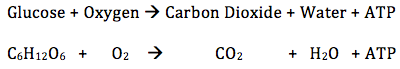 Glucose + Oxygen → Carbon Dioxide + Water + ATP
C6H12O6 + O2 → CO2 + H2O + ATP